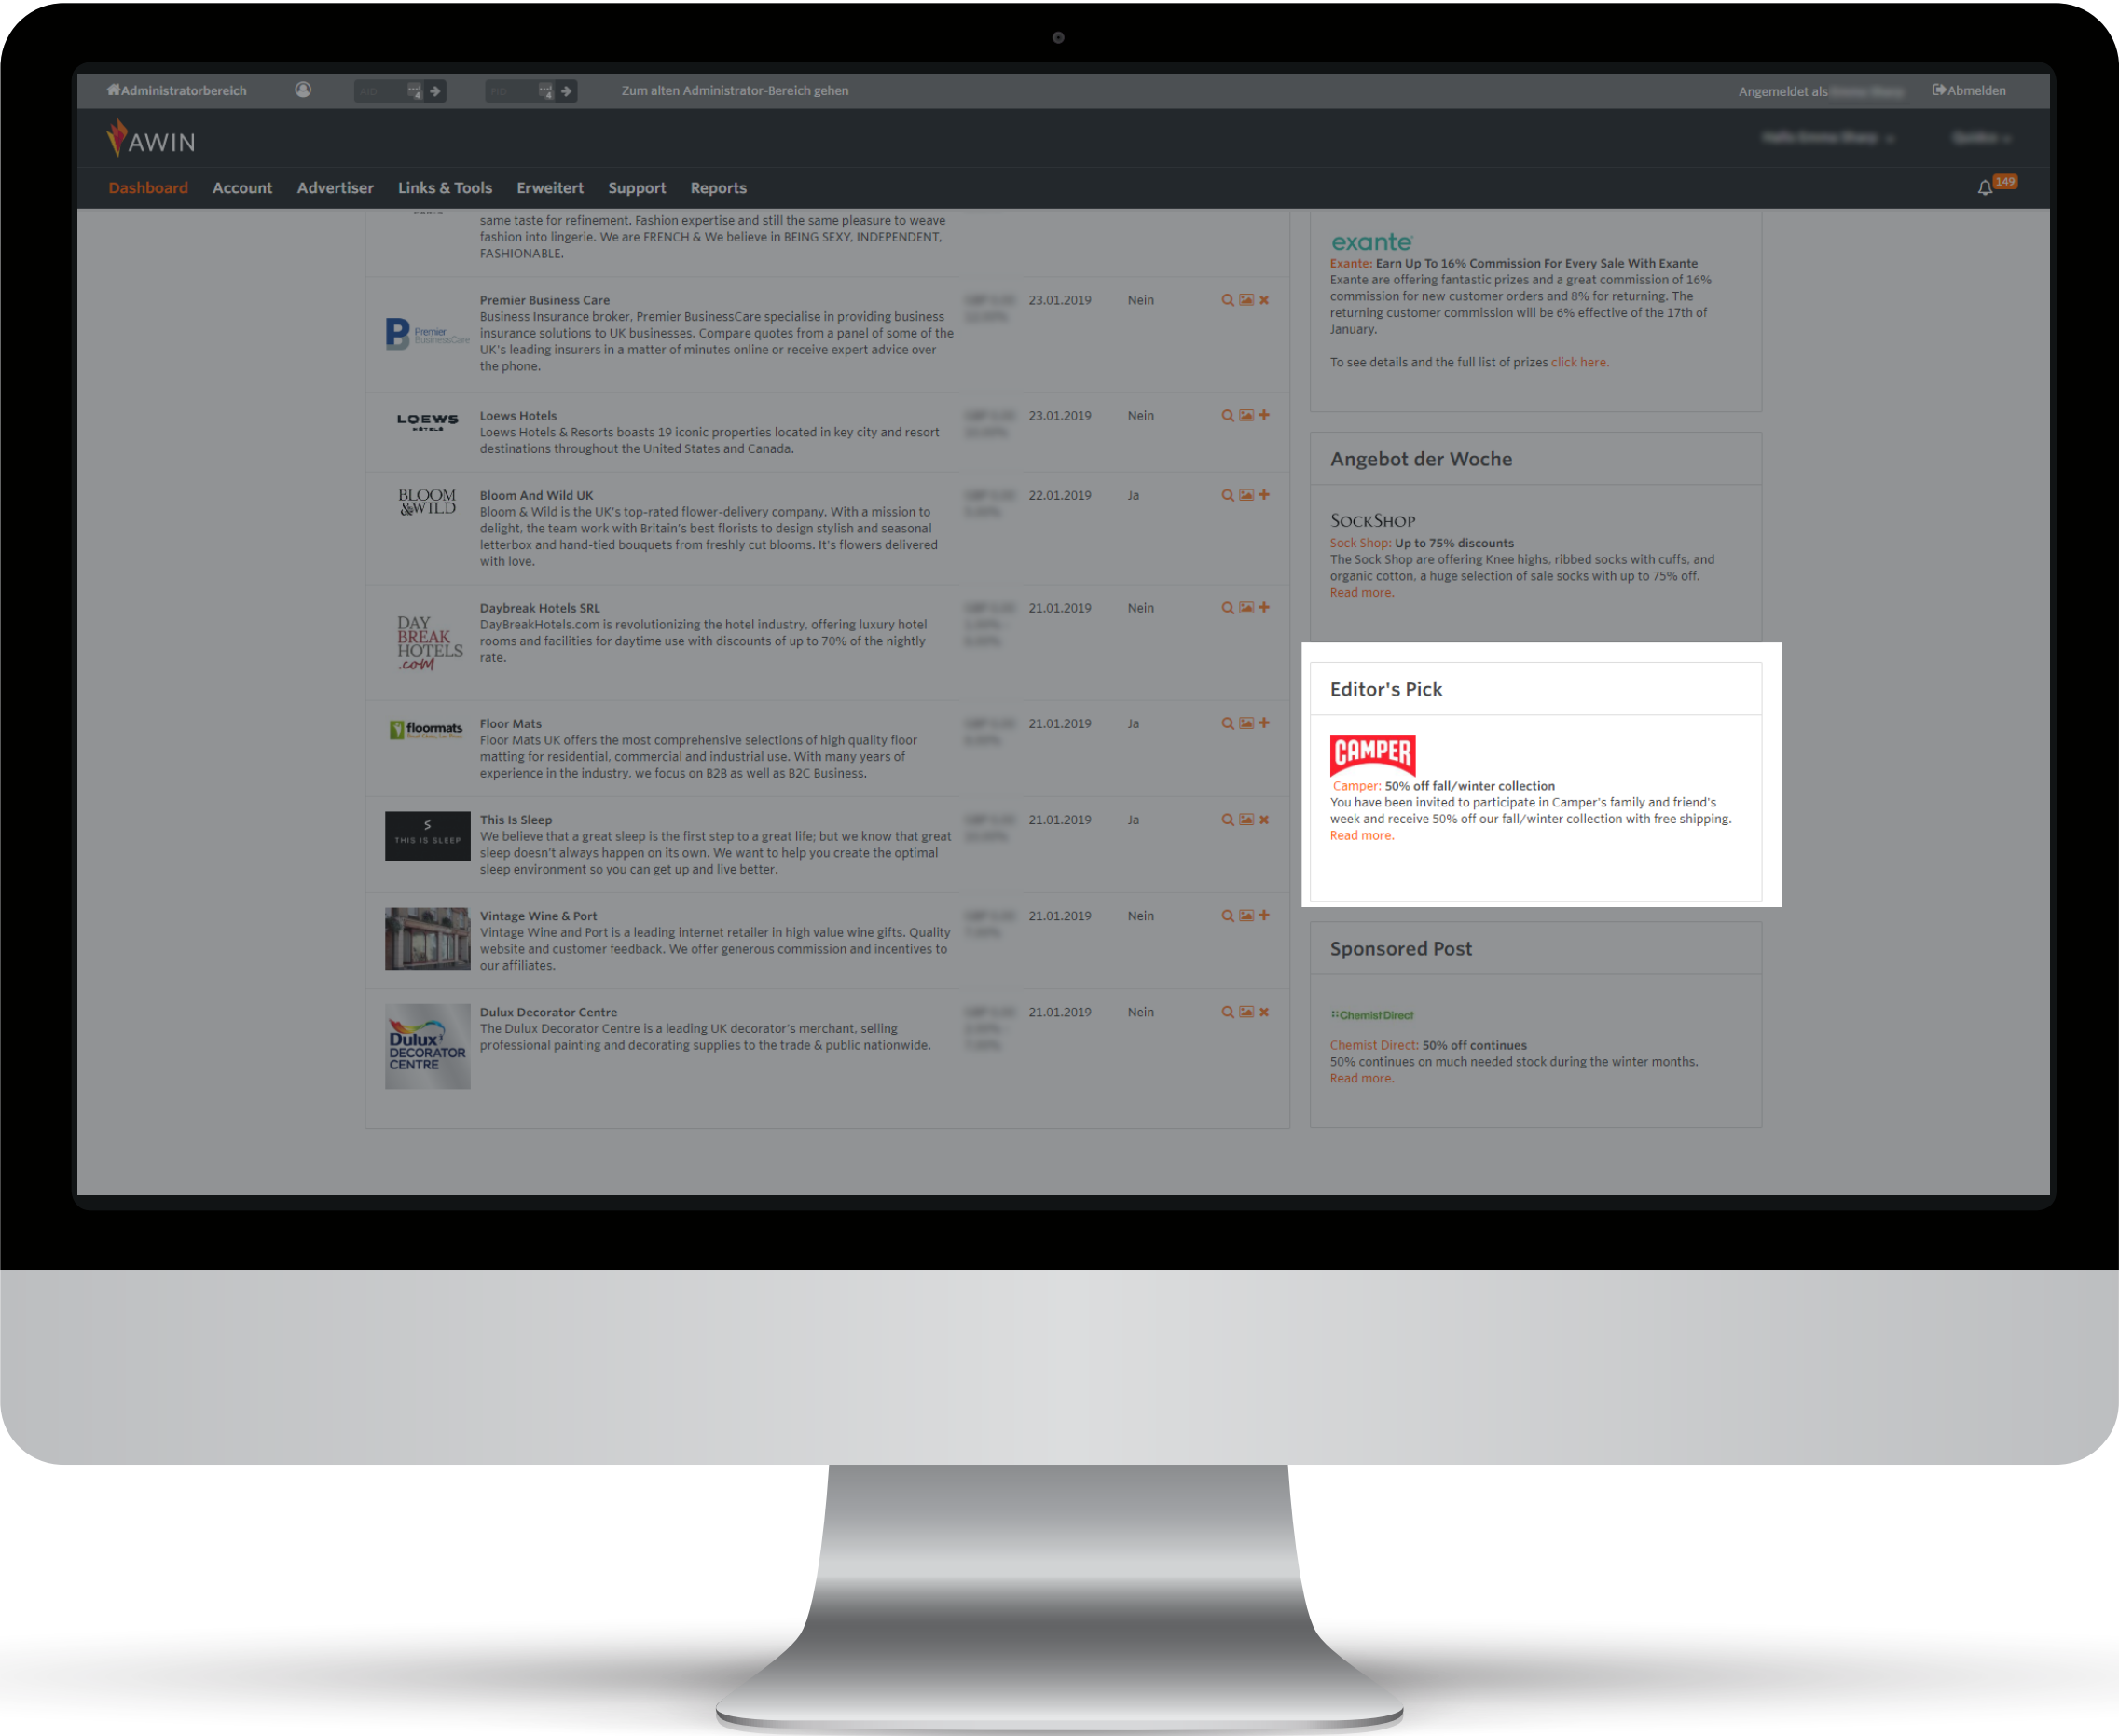 Administratorbereich
Zum alten Administrator-Bereich gehen
Angemeldet als
Abmelden
AWIN
Dashboard Account Advertiser Links & Tools Erweitert Support Reports
149
same taste for refinement. Fashion expertise and still the same pleasure to weave
fashion into lingerie. We are FRENCH & We believe in BEING SEXY, INDEPENDENT,
FASHIONABLE.
Premier
BusinessCare
Premier Business Care
23.01.2019 Nein
Business Insurance broker, Premier BusinessCare specialise in providing business
insurance solutions to UK businesses. Compare quotes from a panel of some of the
UK's leading insurers in a matter of minutes online or receive expert advice over
the phone.
LOEWS
HOTELS
Loews Hotels
23.01.2019 Nein
Loews Hotels & Resorts boasts 19 iconic properties located in key city and resort
destinations throughout the United States and Canada.
BLOOM
&WILD
Bloom And Wild UK
22.01.2019 Ja
Bloom & Wild is the UK's top-rated flower-delivery company. With a mission to
delight, the team work with Britain's best florists to design stylish and seasonal
letterbox and hand-tied bouquets from freshly cut blooms. It's flowers delivered
with love.
DAY
BREAK
HOTELS
.com
Daybreak Hotels SRL
21.01.2019 Nein
DayBreakHotels.com is revolutionizing the hotel industry, offering luxury hotel
rooms and facilities for daytime use with discounts of up to 70% of the nightly
rate.
floormats
Floor Mats
21.01.2019 Ja
Floor Mats UK offers the most comprehensive selections of high quality floor
matting for residential, commercial and industrial use. With many years of
experience in the industry, we focus on B2B as well as B2C Business.
S
THIS IS SLEEP
This Is Sleep
21.01.2019 Ja
We believe that a great sleep is the first step to a great life; but we know that great
sleep doesn't always happen on its own. We want to help you create the optimal
sleep environment so you can get up and live better.
Vintage Wine & Port
21.01.2019 Nein
Vintage Wine and Port is a leading internet retailer in high value wine gifts. Quality
website and customer feedback. We offer generous commission and incentives to
our affiliates.
Dulux
DECORATOR
CENTRE
Dulux Decorator Centre
21.01.2019 Nein
The Dulux Decorator Centre is a leading UK decorator's merchant, selling
professional painting and decorating supplies to the trade & public nationwide.
exante
Exante: Earn Up To 16% Commission For Every Sale With Exante
Exante are offering fantastic prizes and a great commission of 16%
commission for new customer orders and 8% for returning. The
returning customer commission will be 6% effective of the 17th of
January.
To see details and the full list of prizes click here.
Angebot der Woche
SOCKSHOP
Sock Shop: Up to 75% discounts
The Sock Shop are offering Knee highs, ribbed socks with cuffs, and
organic cotton, a huge selection of sale socks with up to 75% off.
Read more.
Editor's Pick
CAMPER
Camper: 50% off fall/winter collection
You have been invited to participate in Camper's family and friend's
week and receive 50% off our fall/winter collection with free shipping.
Read more.
Sponsored Post
Chemist Direct
Chemist Direct: 50% off continues
50% continues on much needed stock during the winter months.
Read more.